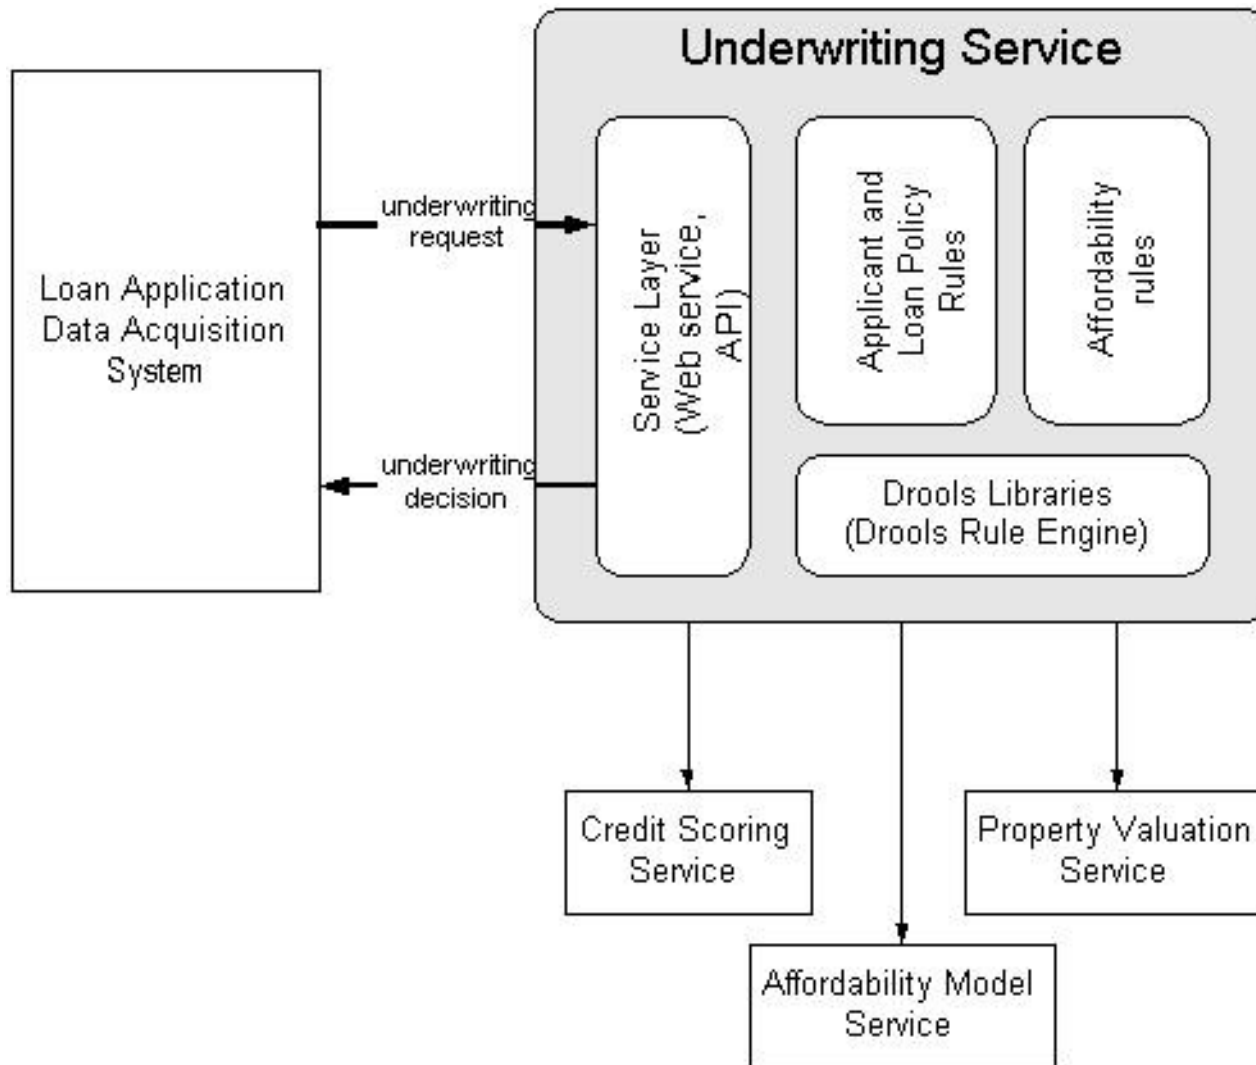 Underwriting Service
Loan Application
Data Acquisition
System
underwriting
request
underwriting
decision
Service Layer
(Web service,
API)
Applicant and
Loan Policy
Rules
Affordability
rules
Drools Libraries
(Drools Rule Engine)
Credit Scoring
Service
Property Valuation
Service
Affordability Model
Service